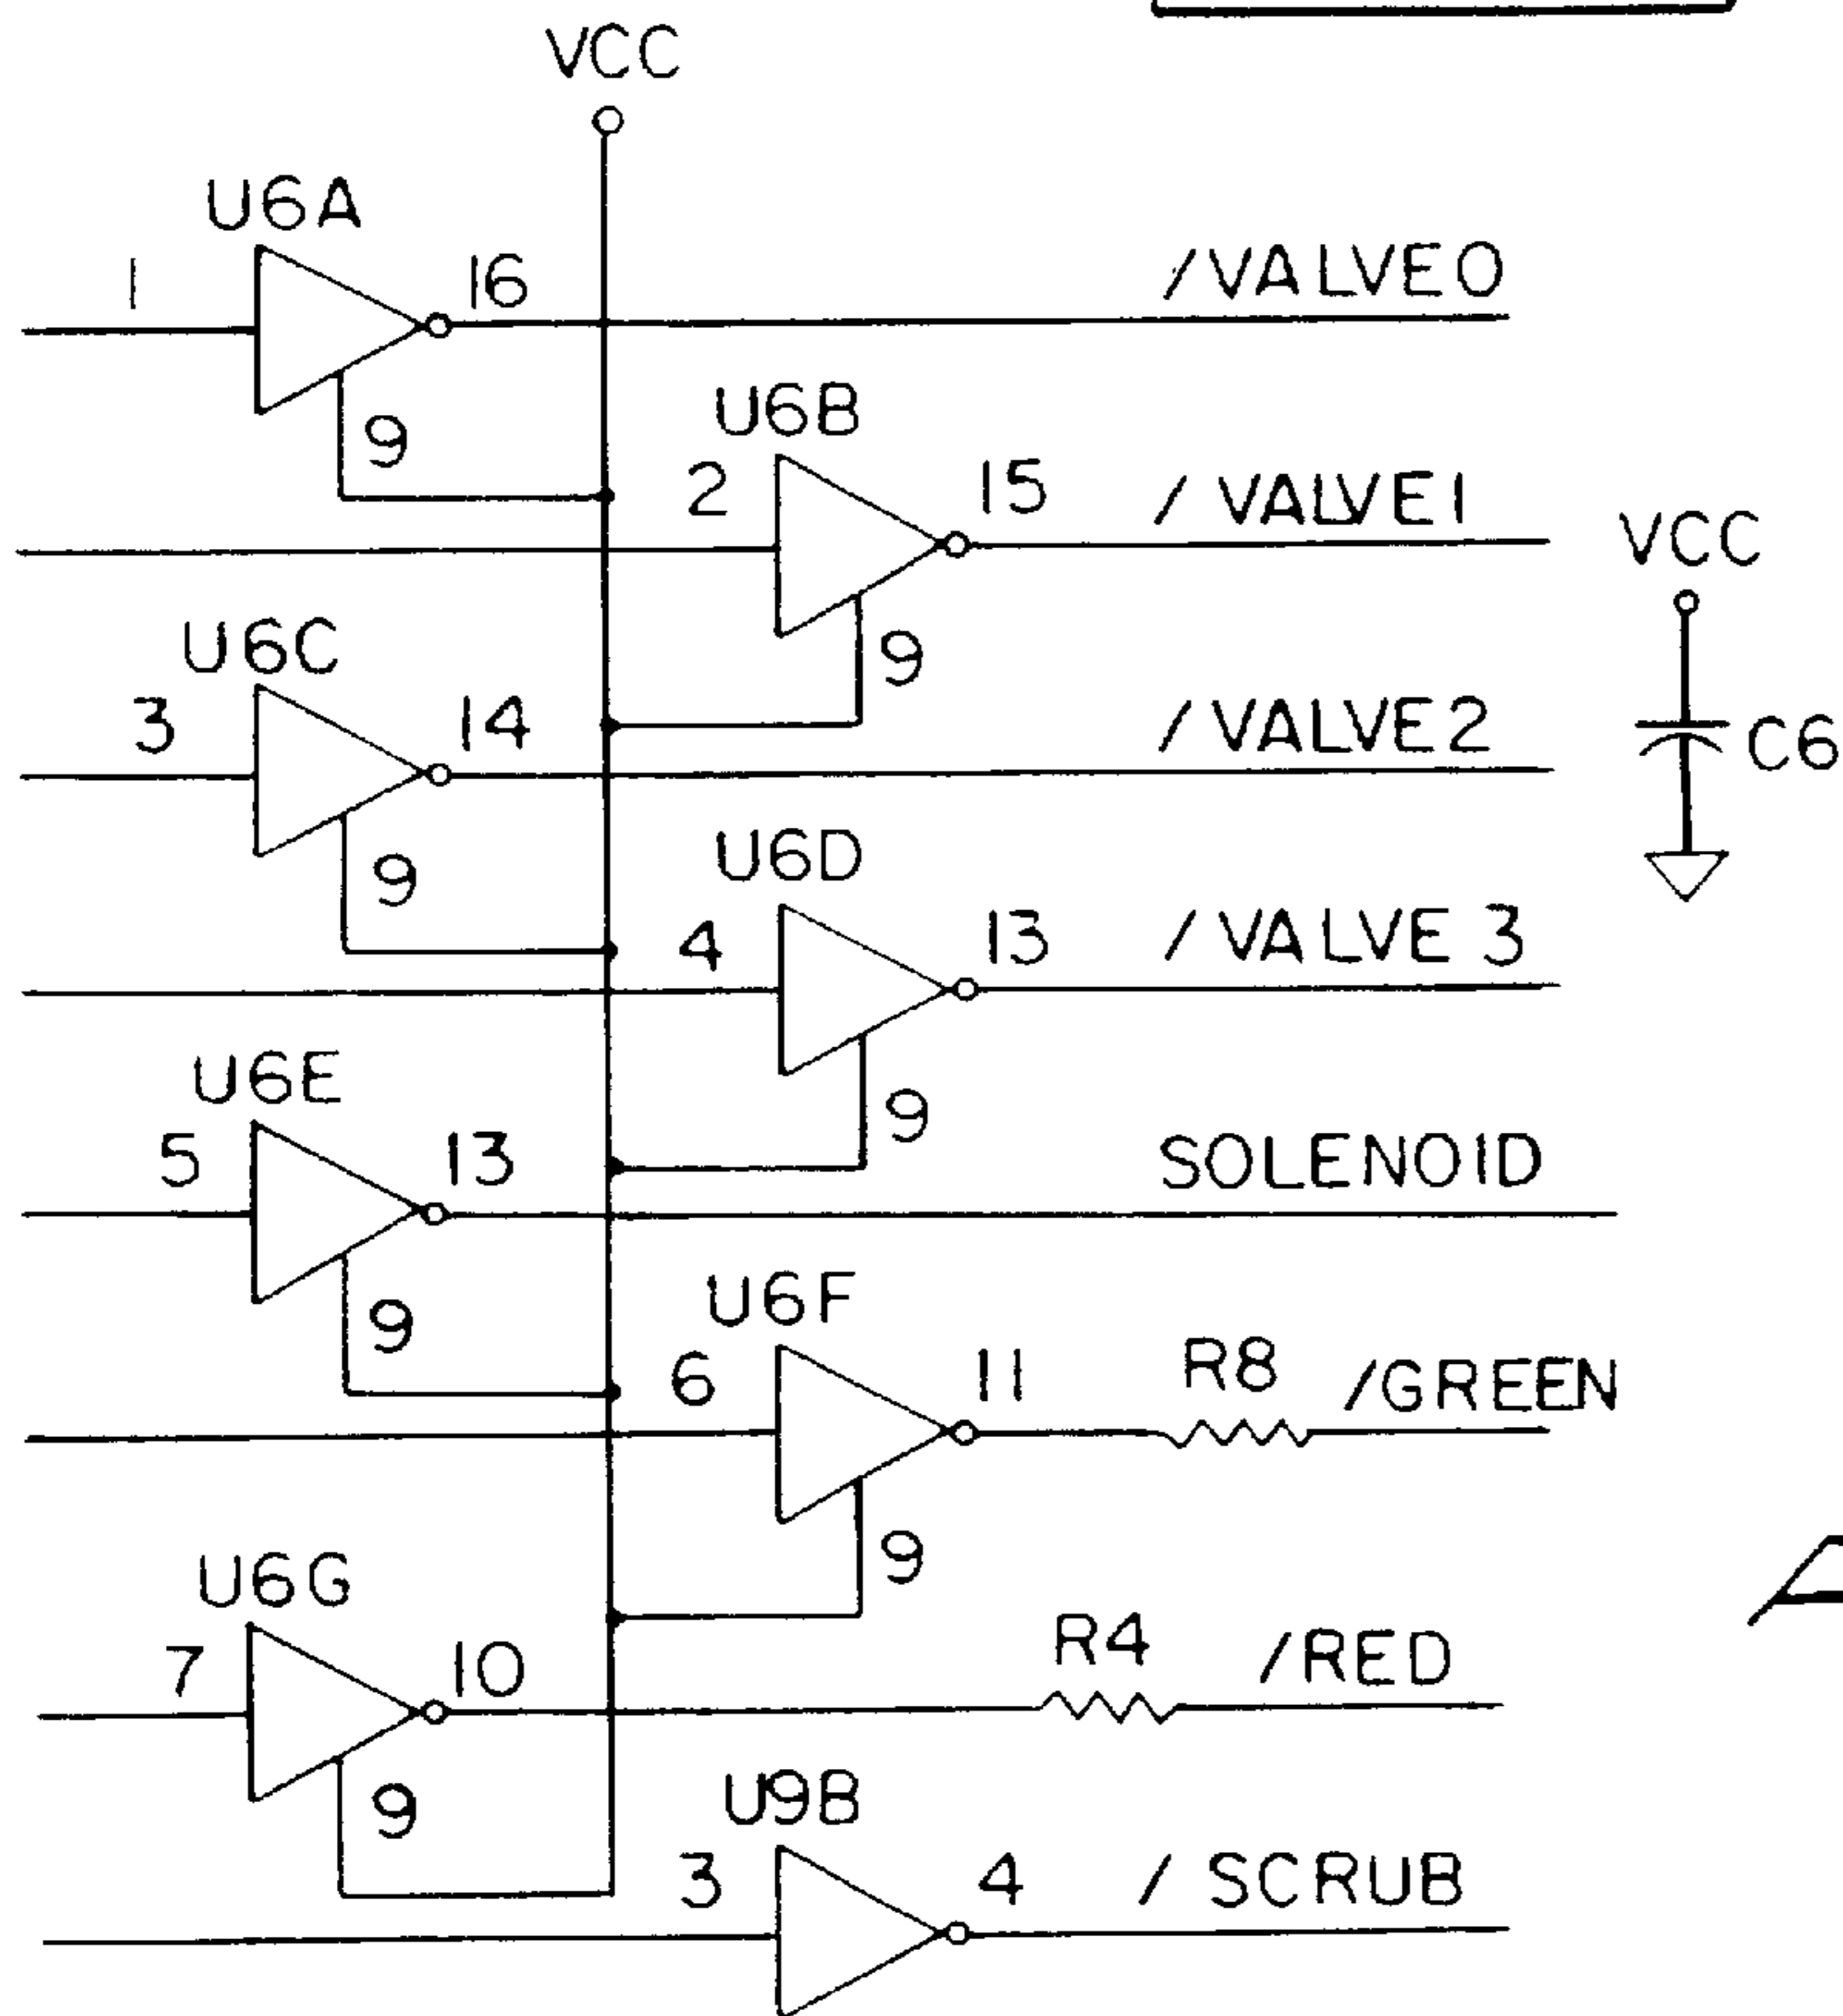 VCC
U6A
1
16
/VALVE0
9
U6B
2
15
/VALVE1
VCC
9
U6C
3
14
/VALVE2
C6
9
U6D
4
13
/VALVE 3
9
U6E
5
13
SOLENOID
9
U6F
6
11
R8
/GREEN
9
U6G
7
10
R4
/RED
9
U9B
3
4
/SCRUB